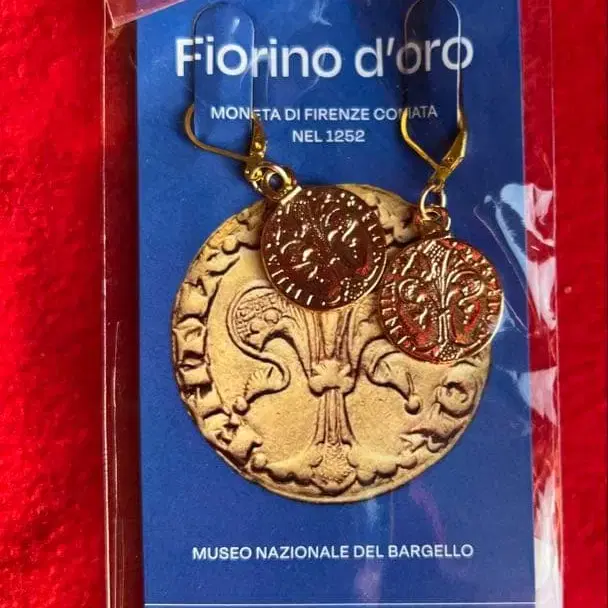 Fiorino d'oro
MONETA DI FIRENZE CONIATA
NEL 1252
MUSEO NAZIONALE DEL BARGELLO